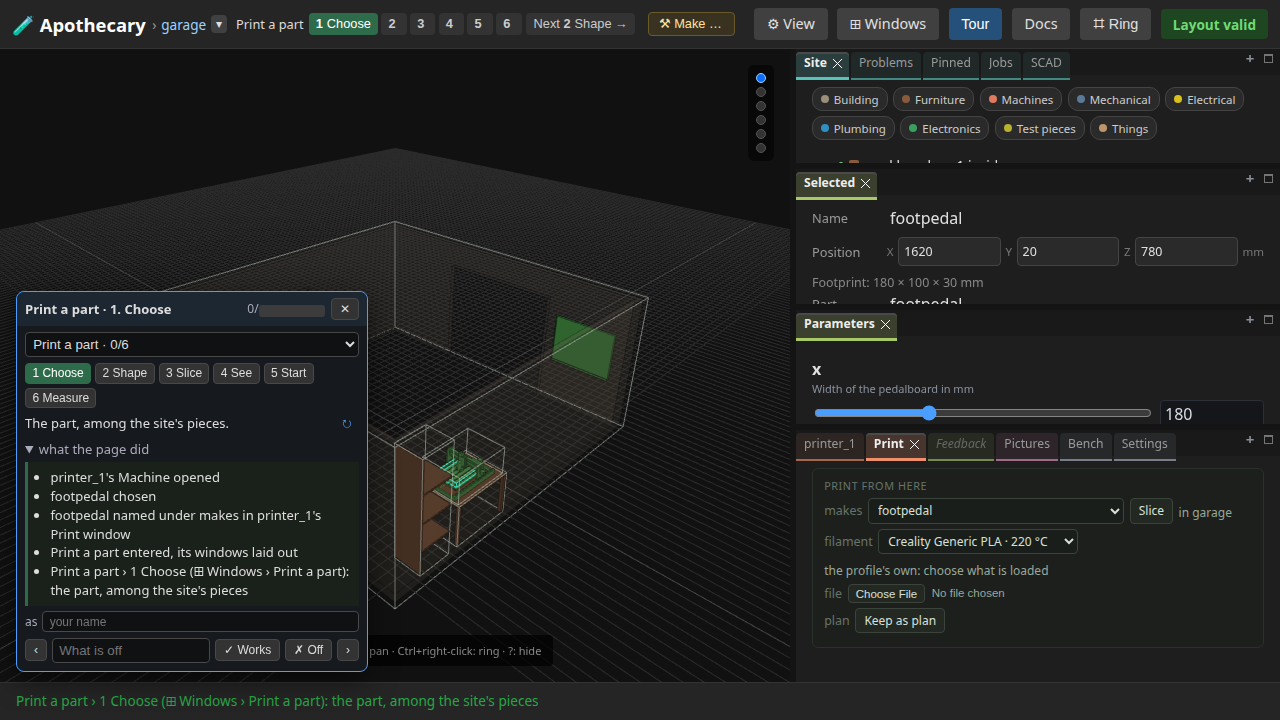 Apothecary › garage ▾ Print a part 1 Choose 2 3 4 5 6 Next 2 Shape → ⚒ Make … ⚙ View ⊞ Windows Tour Docs ⌗ Ring Layout valid
Site Problems Pinned Jobs SCAD
Building Furniture Machines Mechanical Electrical
Plumbing Electronics Test pieces Things
Selected
Name footpedal
Position X 1620 Y 20 Z 780 mm
Footprint: 180 × 100 × 30 mm
Part footpedal
Parameters
x
Width of the pedalboard in mm
180
printer_1 Print Feedback Pictures Bench Settings
PRINT FROM HERE
makes footpedal Slice in garage
filament Creality Generic PLA · 220 °C
the profile's own: choose what is loaded
file Choose File No file chosen
plan Keep as plan
Print a part · 1. Choose 0/ ✕
Print a part · 0/6
1 Choose 2 Shape 3 Slice 4 See 5 Start
6 Measure
The part, among the site's pieces. ↻
▼ what the page did
• printer_1's Machine opened
• footpedal chosen
• footpedal named under makes in printer_1's
Print window
• Print a part entered, its windows laid out
• Print a part › 1 Choose (⊞ Windows › Print a part):
the part, among the site's pieces
as your name
‹ What is off ✓ Works ✗ Off ›
pan · Ctrl+right-click: ring · ?: hide
Print a part › 1 Choose (⊞ Windows › Print a part): the part, among the site's pieces